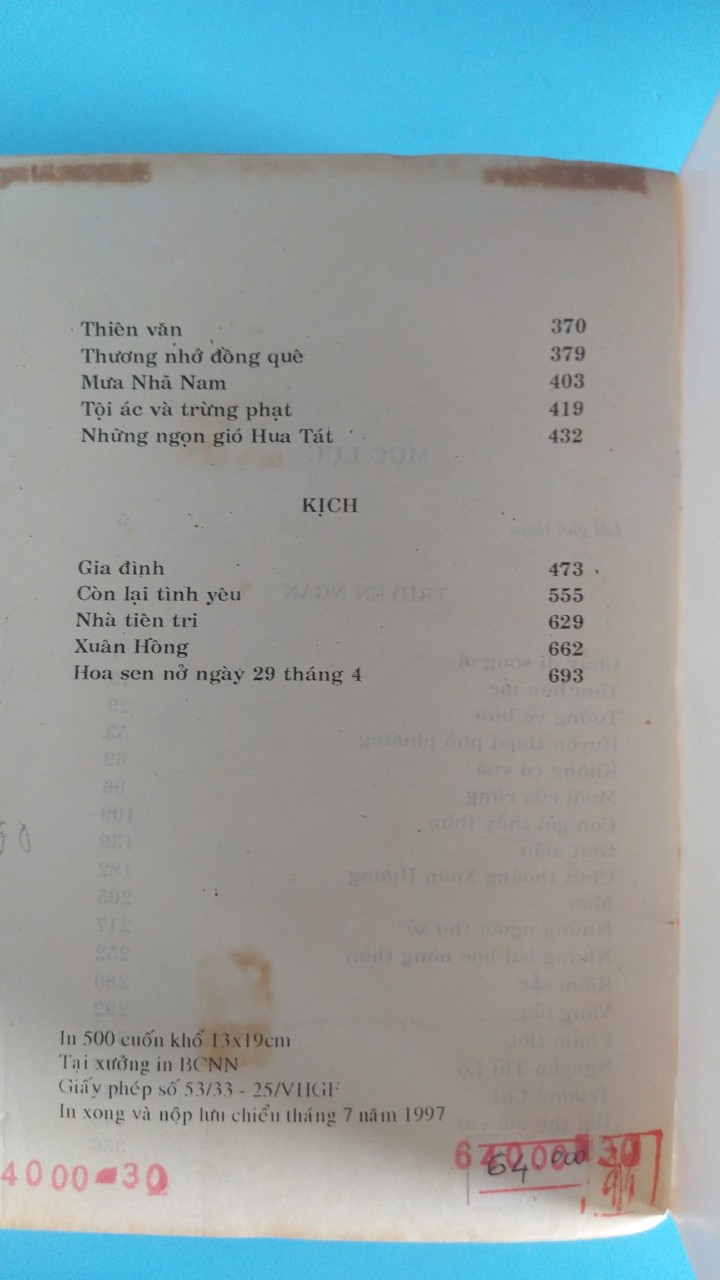 Thiên văn 370
Thương nhớ đồng quê 379
Mưa Nhã Nam 403
Tội ác và trừng phạt 419
Những ngọn gió Hua Tát 432
KỊCH
Gia đình 473
Còn lại tình yêu 555
Nhà tiên tri 629
Xuân Hồng 662
Hoa sen nở ngày 29 tháng 4 693
In 500 cuốn khổ 13x19cm
Tại xưởng in BCNN
Giấy phép số 53/33 - 25/VHGF
In xong và nộp lưu chiểu tháng 7 năm 1997
64000-30
64 000
4000-30